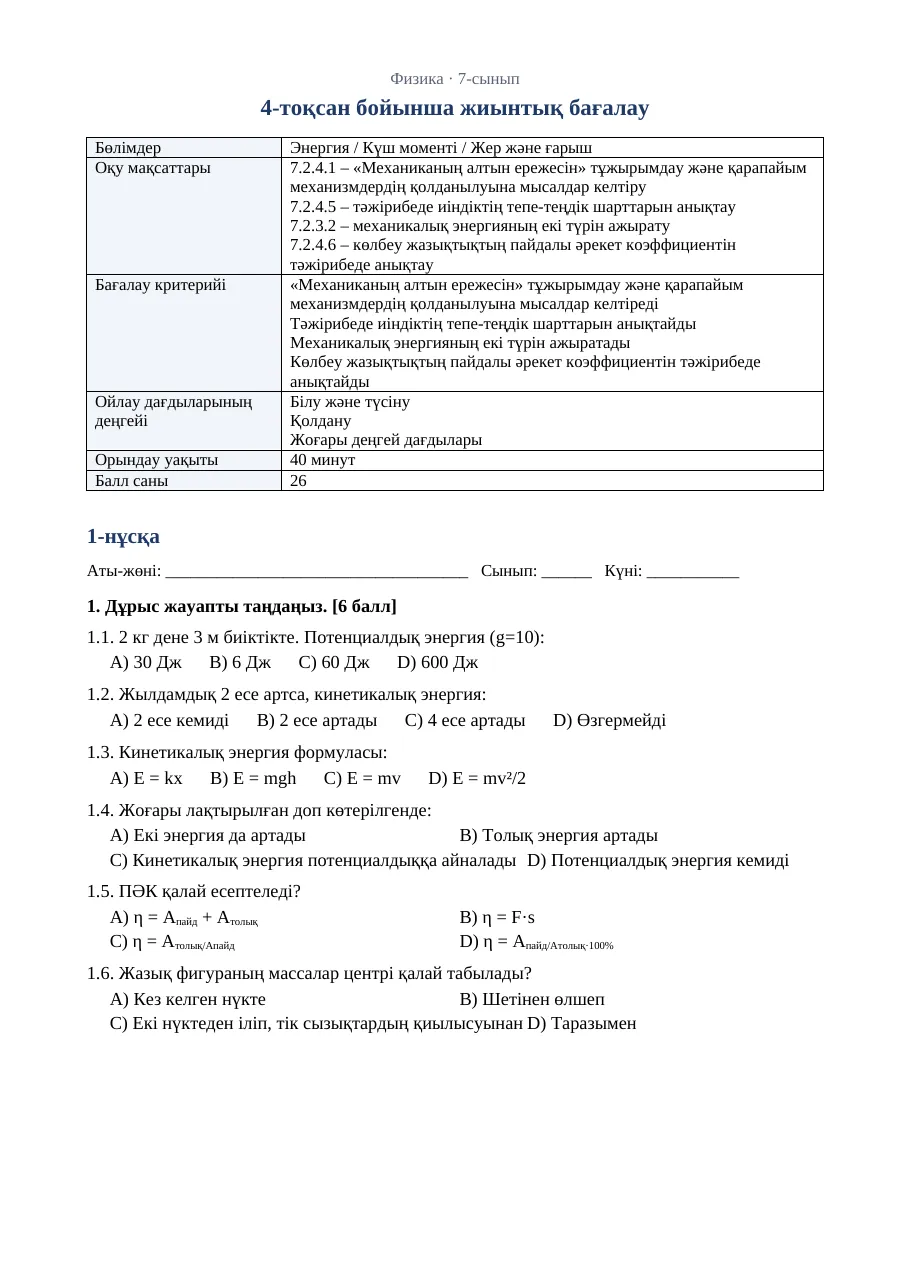 Физика · 7-сынып
4-тоқсан бойынша жиынтық бағалау
Бөлімдер
Энергия / Күш моменті / Жер және ғарыш
Оқу мақсаттары
7.2.4.1 – «Механиканың алтын ережесін» тұжырымдау және қарапайым
механизмдердің қолданылуына мысалдар келтіру
7.2.4.5 – тәжірибеде иіндіктің тепе-теңдік шарттарын анықтау
7.2.3.2 – механикалық энергияның екі түрін ажырату
7.2.4.6 – көлбеу жазықтықтың пайдалы әрекет коэффициентін
тәжірибеде анықтау
Бағалау критерийі
«Механиканың алтын ережесін» тұжырымдау және қарапайым
механизмдердің қолданылуына мысалдар келтіреді
Тәжірибеде иіндіктің тепе-теңдік шарттарын анықтайды
Механикалық энергияның екі түрін ажыратады
Көлбеу жазықтықтың пайдалы әрекет коэффициентін тәжірибеде
анықтайды
Ойлау дағдыларының
деңгейі
Білу және түсіну
Қолдану
Жоғары деңгей дағдылары
Орындау уақыты
40 минут
Балл саны
26
1-нұсқа
Аты-жөні: ____________________________________ Сынып: ______ Күні: ___________
1. Дұрыс жауапты таңдаңыз. [6 балл]
1.1. 2 кг дене 3 м биіктікте. Потенциалдық энергия (g=10):
A) 30 Дж B) 6 Дж C) 60 Дж D) 600 Дж
1.2. Жылдамдық 2 есе артса, кинетикалық энергия:
A) 2 есе кемиді B) 2 есе артады C) 4 есе артады D) Өзгермейді
1.3. Кинетикалық энергия формуласы:
A) E = kx B) E = mgh C) E = mv D) E = mv²/2
1.4. Жоғары лақтырылған доп көтерілгенде:
A) Екі энергия да артады B) Толық энергия артады
C) Кинетикалық энергия потенциалдыққа айналады D) Потенциалдық энергия кемиді
1.5. ПӘК қалай есептеледі?
A) η = Aпайд + Aтолық B) η = F·s
C) η = Aтолық/Апайд D) η = Aпайд/Атолық·100%
1.6. Жазық фигураның массалар центрі қалай табылады?
A) Кез келген нүкте B) Шетінен өлшеп
C) Екі нүктеден іліп, тік сызықтардың қиылысуынан D) Таразымен